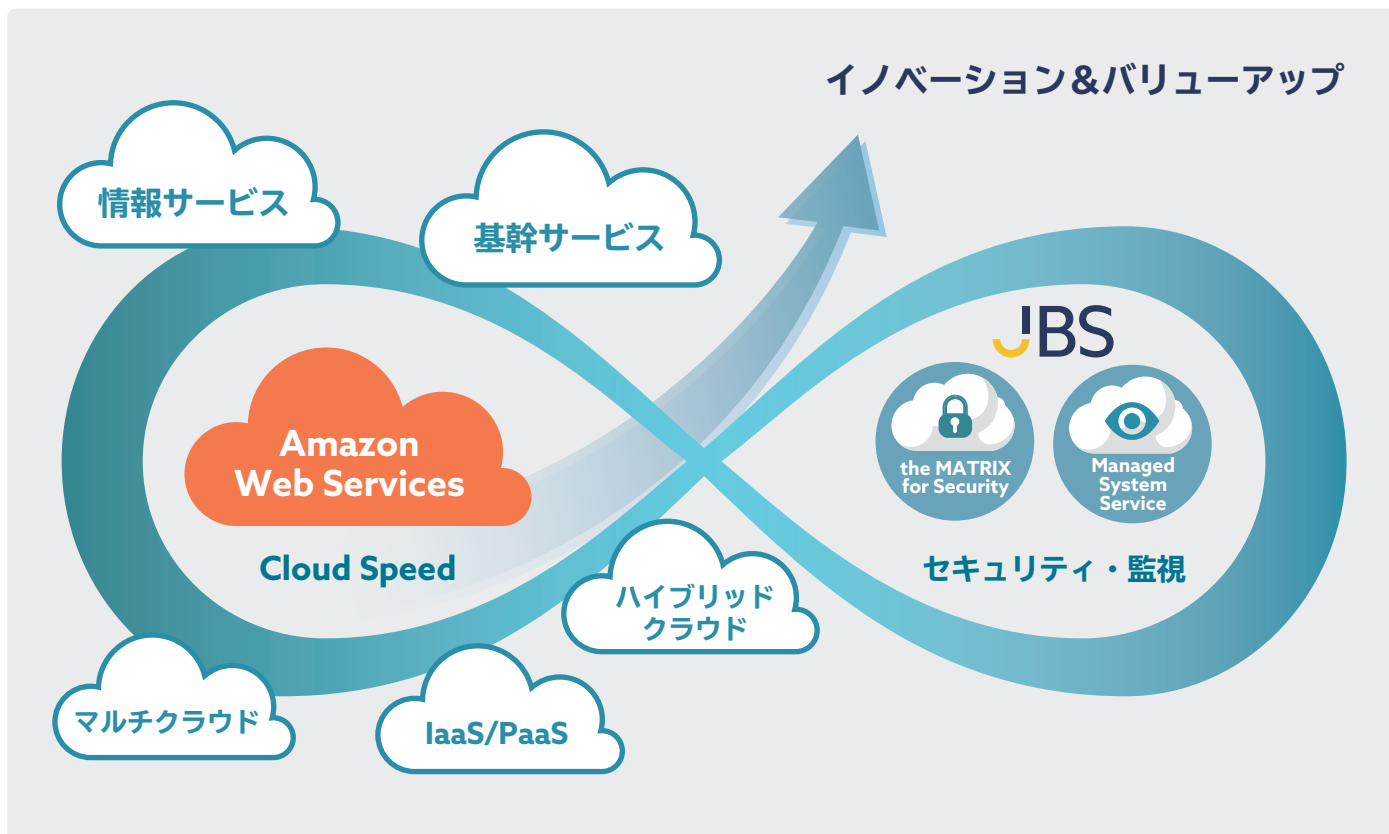 イノベーション＆バリューアップ
情報サービス
基幹サービス
Amazon
Web Services
Cloud Speed
JBS
the MATRIX
for Security
Managed
System
Service
セキュリティ・監視
ハイブリッド
クラウド
マルチクラウド
IaaS/PaaS